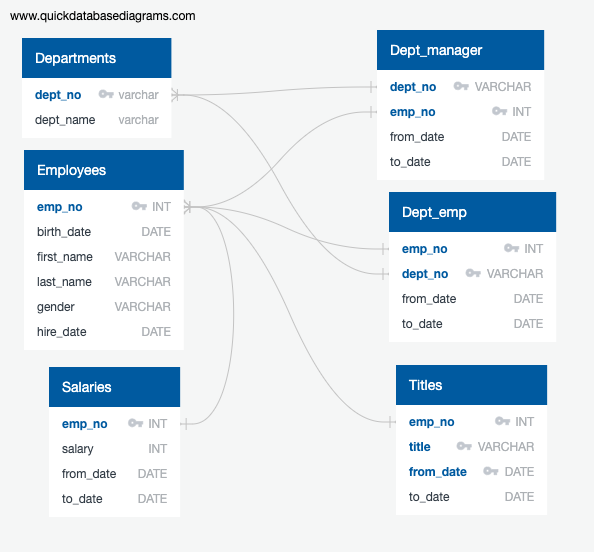 www.quickdatabasediagrams.com
Departments
dept_no varchar
dept_name varchar
Employees
emp_no INT
birth_date DATE
first_name VARCHAR
last_name VARCHAR
gender VARCHAR
hire_date DATE
Salaries
emp_no INT
salary INT
from_date DATE
to_date DATE
Dept_manager
dept_no VARCHAR
emp_no INT
from_date DATE
to_date DATE
Dept_emp
emp_no INT
dept_no VARCHAR
from_date DATE
to_date DATE
Titles
emp_no INT
title VARCHAR
from_date DATE
to_date DATE